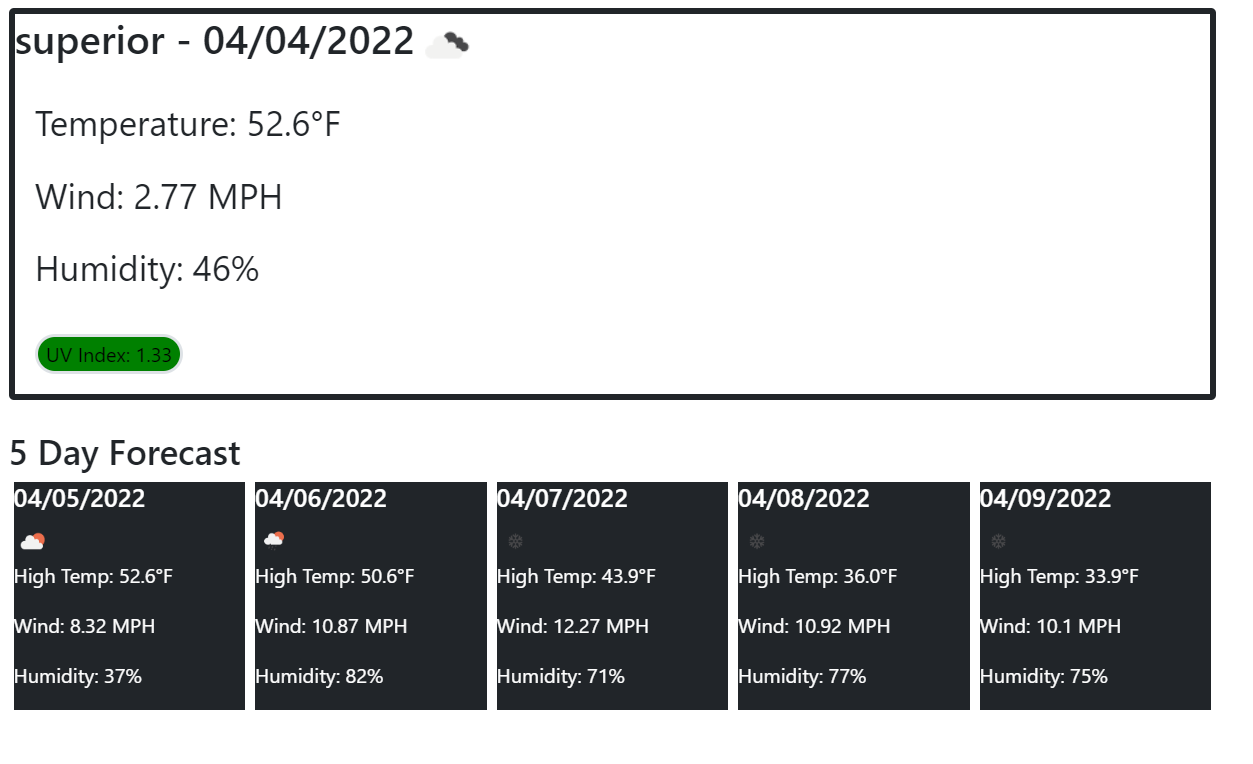 superior - 04/04/2022
Temperature: 52.6°F
Wind: 2.77 MPH
Humidity: 46%
UV Index: 1.33
5 Day Forecast
04/05/2022
High Temp: 52.6°F
Wind: 8.32 MPH
Humidity: 37%
04/06/2022
High Temp: 50.6°F
Wind: 10.87 MPH
Humidity: 82%
04/07/2022
High Temp: 43.9°F
Wind: 12.27 MPH
Humidity: 71%
04/08/2022
High Temp: 36.0°F
Wind: 10.92 MPH
Humidity: 77%
04/09/2022
High Temp: 33.9°F
Wind: 10.1 MPH
Humidity: 75%